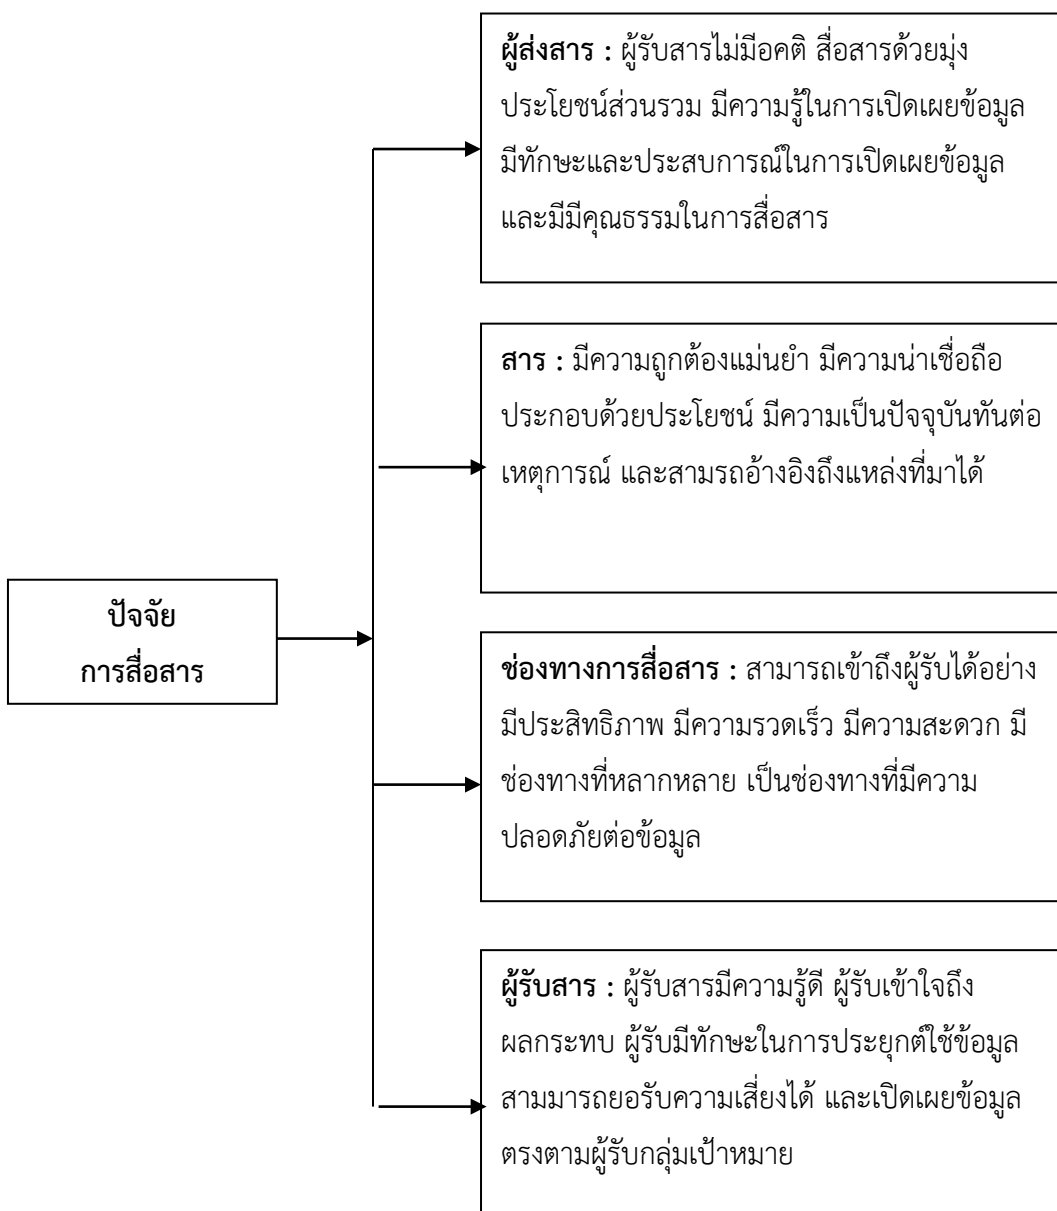 ผู้ส่งสาร : ผู้รับสารไม่มีอคติ สื่อสารด้วยมุ่ง
ประโยชน์ส่วนรวม มีความรู้ในการเปิดเผยข้อมูล
มีทักษะและประสบการณ์ในการเปิดเผยข้อมูล
และมีมีคุณธรรมในการสื่อสาร
สาร : มีความถูกต้องแม่นยำ มีความน่าเชื่อถือ
ประกอบด้วยประโยชน์ มีความเป็นปัจจุบันทันต่อ
เหตุการณ์ และสามรถอ้างอิงถึงแหล่งที่มาได้
ปัจจัย
การสื่อสาร
ช่องทางการสื่อสาร : สามารถเข้าถึงผู้รับได้อย่าง
มีประสิทธิภาพ มีความรวดเร็ว มีความสะดวก มี
ช่องทางที่หลากหลาย เป็นช่องทางที่มีความ
ปลอดภัยต่อข้อมูล
ผู้รับสาร : ผู้รับสารมีความรู้ดี ผู้รับเข้าใจถึง
ผลกระทบ ผู้รับมีทักษะในการประยุกต์ใช้ข้อมูล
สามมารถยอรับความเสี่ยงได้ และเปิดเผยข้อมูล
ตรงตามผู้รับกลุ่มเป้าหมาย